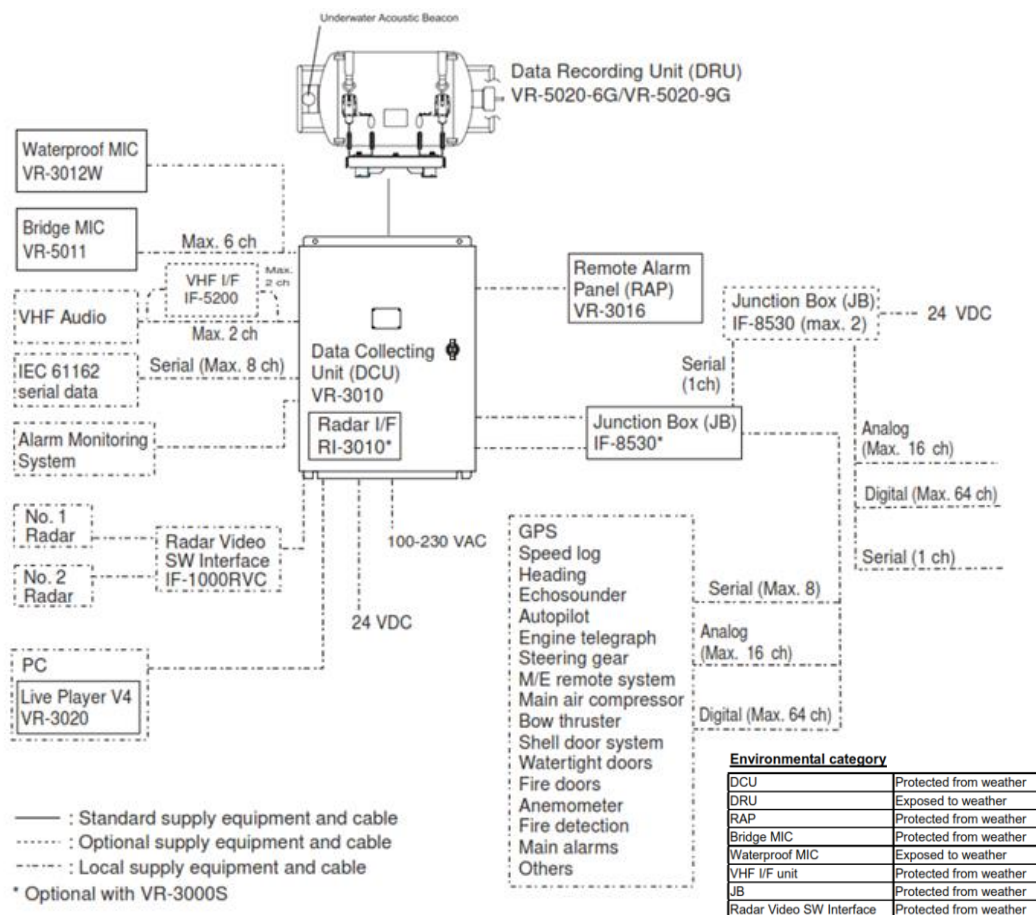 Underwater Acoustic Beacon
Data Recording Unit (DRU)
VR-5020-6G/VR-5020-9G
Waterproof MIC
VR-3012W
Bridge MIC
VR-5011
Max. 6 ch
VHF I/F
IF-5200
Max.
2 ch
VHF Audio
Max. 2 ch
IEC 61162
serial data
Serial (Max. 8 ch)
Alarm Monitoring
System
Data Collecting
Unit (DCU)
VR-3010
Radar I/F
RI-3010*
Remote Alarm
Panel (RAP)
VR-3016
Junction Box (JB)
IF-8530 (max. 2)
24 VDC
Serial
(1ch)
Junction Box (JB)
IF-8530*
Analog
(Max. 16 ch)
Digital (Max. 64 ch)
Serial (1 ch)
No. 1
Radar
No. 2
Radar
Radar Video
SW Interface
IF-1000RVC
100-230 VAC
24 VDC
PC
Live Player V4
VR-3020
GPS
Speed log
Heading
Echosounder
Autopilot
Engine telegraph
Steering gear
M/E remote system
Main air compressor
Bow thruster
Shell door system
Watertight doors
Fire doors
Anemometer
Fire detection
Main alarms
Others
Serial (Max. 8)
Analog
(Max. 16 ch)
Digital (Max. 64 ch)
: Standard supply equipment and cable
: Optional supply equipment and cable
: Local supply equipment and cable
* Optional with VR-3000S
Environmental category
DCU Protected from weather
DRU Exposed to weather
RAP Protected from weather
Bridge MIC Protected from weather
Waterproof MIC Exposed to weather
VHF I/F unit Protected from weather
JB Protected from weather
Radar Video SW Interface Protected from weather